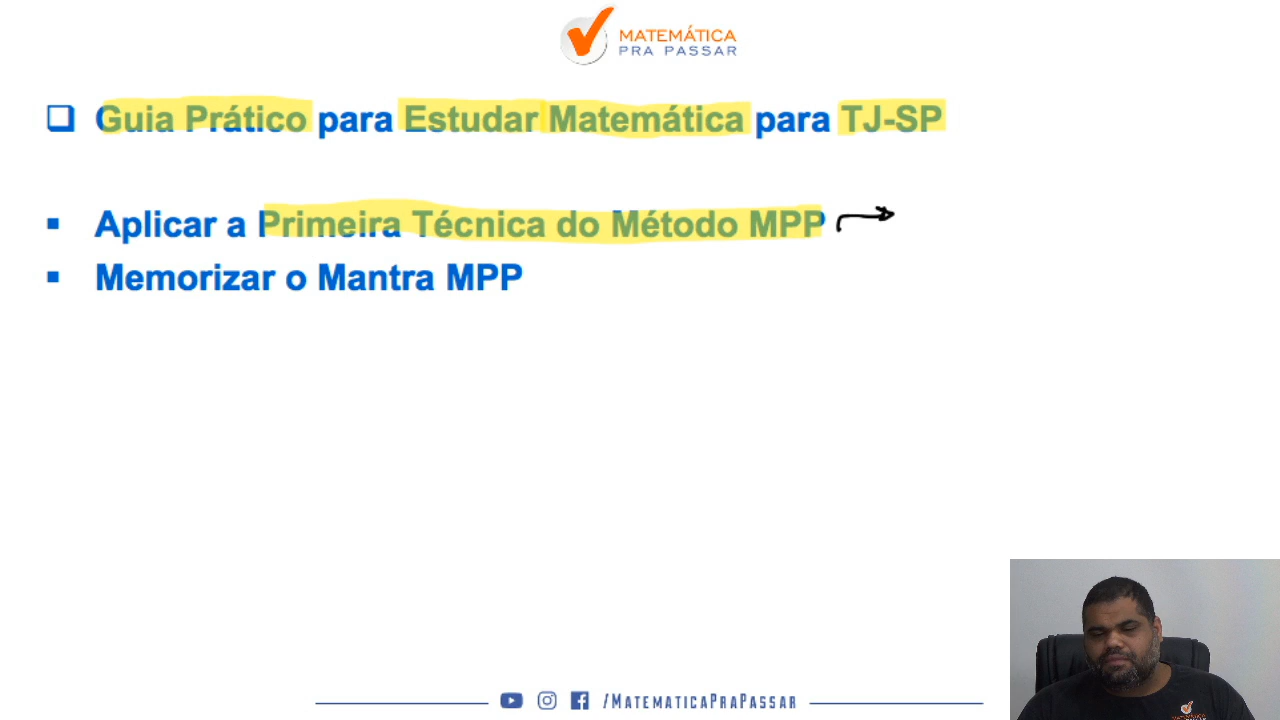 MATEMÁTICA
PRA PASSAR
Guia Prático para Estudar Matemática para TJ-SP
Aplicar a Primeira Técnica do Método MPP
Memorizar o Mantra MPP
/MATEMATICAPRAPASSAR
MATEMÁTICA